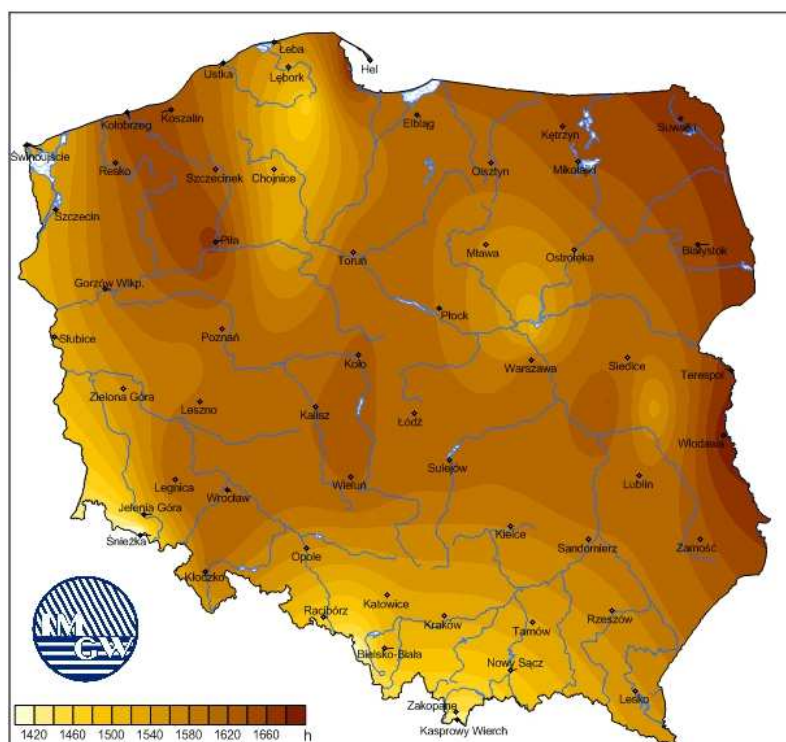 Łeba
Ustka
Hel
Lębork
Koszalin
Kołobrzeg
Elbląg
Kętrzyn
Suwałki
Świnoujście
Resko
Szczecinek
Chojnice
Olsztyn
Mikołajki
Szczecin
Piła
Mława
Białystok
Toruń
Ostrołęka
Gorzów Wlkp.
Płock
Słubice
Poznań
Koło
Warszawa
Siedlce
Terespol
Zielona Góra
Leszno
Kalisz
Łódź
Włodawa
Sulejów
Legnica
Wrocław
Wieluń
Lublin
Jelenia Góra
Śnieżka
Kielce
Opole
Sandomierz
Zamość
Kłoczko
Katowice
Racibórz
Kraków
Tarnów
Rzeszów
Bielsko-Biała
Nowy Sącz
Lesko
Zakopane
Kasprowy Wierch
IM
GW
1420 1460 1500 1540 1580 1620 1660 h